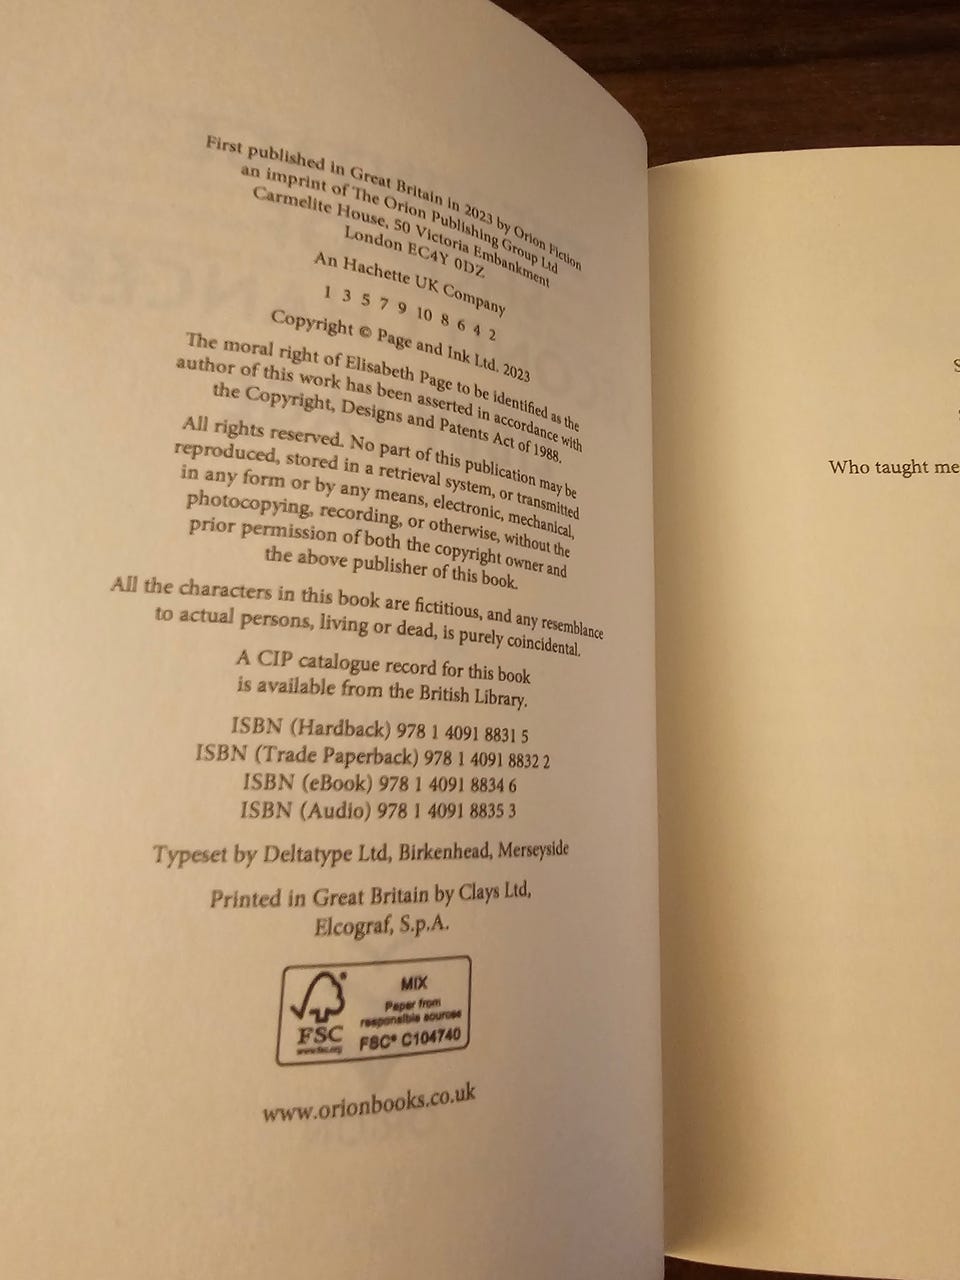 First published in Great Britain in 2023 by Orion Fiction
an imprint of The Orion Publishing Group Ltd
Carmelite House, 50 Victoria Embankment
London EC4Y 0DZ
An Hachette UK Company
1 3 5 7 9 10 8 6 4 2
Copyright © Page and Ink Ltd. 2023
The moral right of Elisabeth Page to be identified as the
author of this work has been asserted in accordance with
the Copyright, Designs and Patents Act of 1988.
All rights reserved. No part of this publication may be
reproduced, stored in a retrieval system, or transmitted
in any form or by any means, electronic, mechanical,
photocopying, recording, or otherwise, without the
prior permission of both the copyright owner and
the above publisher of this book.
All the characters in this book are fictitious, and any resemblance
to actual persons, living or dead, is purely coincidental.
A CIP catalogue record for this book
is available from the British Library.
ISBN (Hardback) 978 1 4091 8831 5
ISBN (Trade Paperback) 978 1 4091 8832 2
ISBN (eBook) 978 1 4091 8834 6
ISBN (Audio) 978 1 4091 8835 3
Typeset by Deltatype Ltd, Birkenhead, Merseyside
Printed in Great Britain by Clays Ltd,
Elcograf, S.p.A.
FSC
www.fsc.org
MIX
Paper from
responsible sources
FSC® C104740
www.orionbooks.co.uk
Who taught me